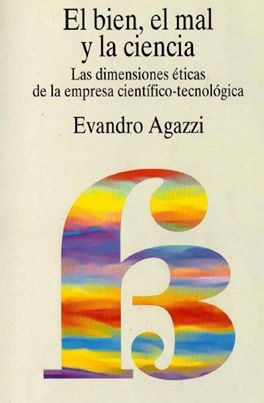 El bien, el mal
y la ciencia
Las dimensiones éticas
de la empresa científico-tecnológica
Evandro Agazzi